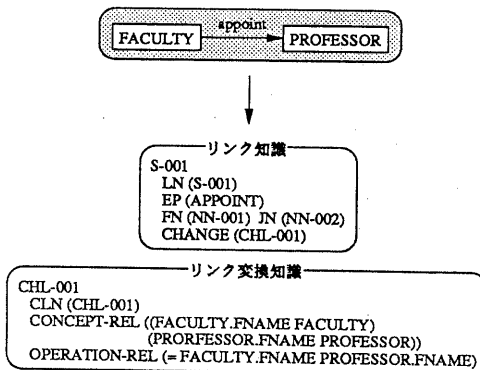 appoint
FACULTY PROFESSOR
リンク知識
S-001
LN (S-001)
EP (APPOINT)
FN (NN-001) JN (NN-002)
CHANGE (CHL-001)
リンク変換知識
CHL-001
CLN (CHL-001)
CONCEPT-REL ((FACULTY.FNAME FACULTY)
(PRORFESSOR.FNAME PROFESSOR))
OPERATION-REL (= FACULTY.FNAME PROFESSOR.FNAME)